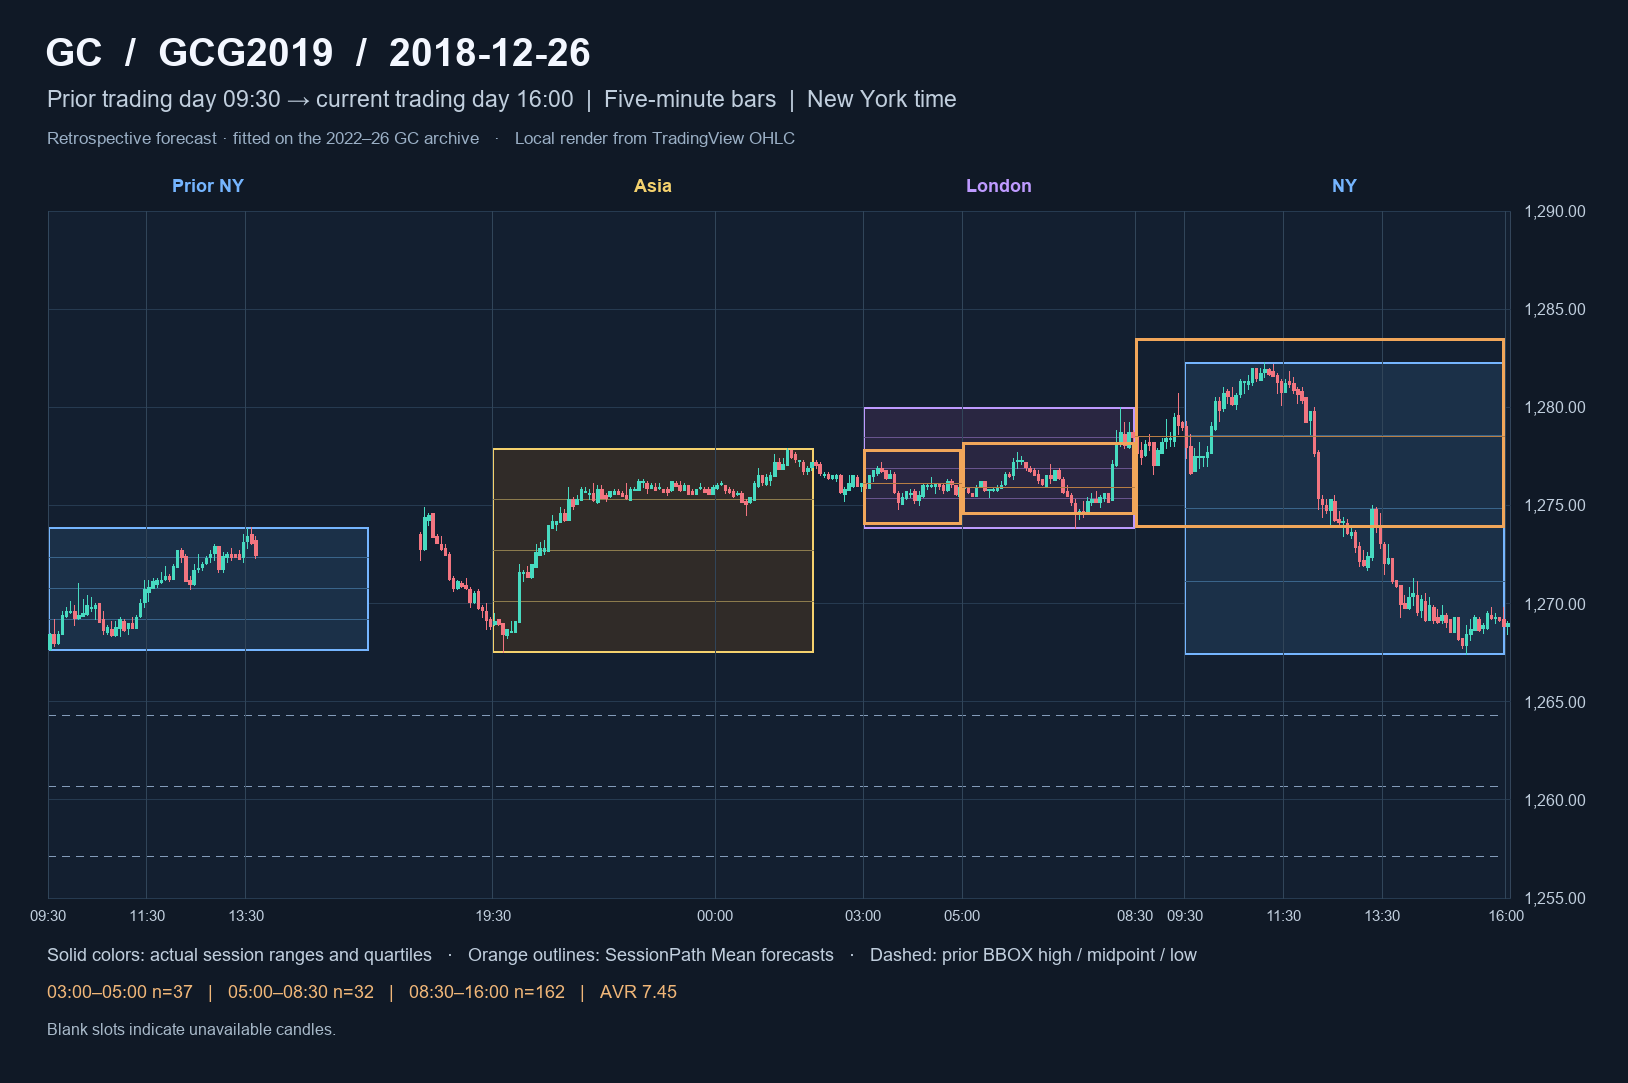 GC / GCG2019 / 2018-12-26
Prior trading day 09:30 → current trading day 16:00 | Five-minute bars | New York time
Retrospective forecast · fitted on the 2022–26 GC archive · Local render from TradingView OHLC
Prior NY Asia London NY
1,290.00
1,285.00
1,280.00
1,275.00
1,270.00
1,265.00
1,260.00
1,255.00
09:30 11:30 13:30 19:30 00:00 03:00 05:00 08:30 09:30 11:30 13:30 16:00
Solid colors: actual session ranges and quartiles · Orange outlines: SessionPath Mean forecasts · Dashed: prior BBOX high / midpoint / low
03:00–05:00 n=37 | 05:00–08:30 n=32 | 08:30–16:00 n=162 | AVR 7.45
Blank slots indicate unavailable candles.